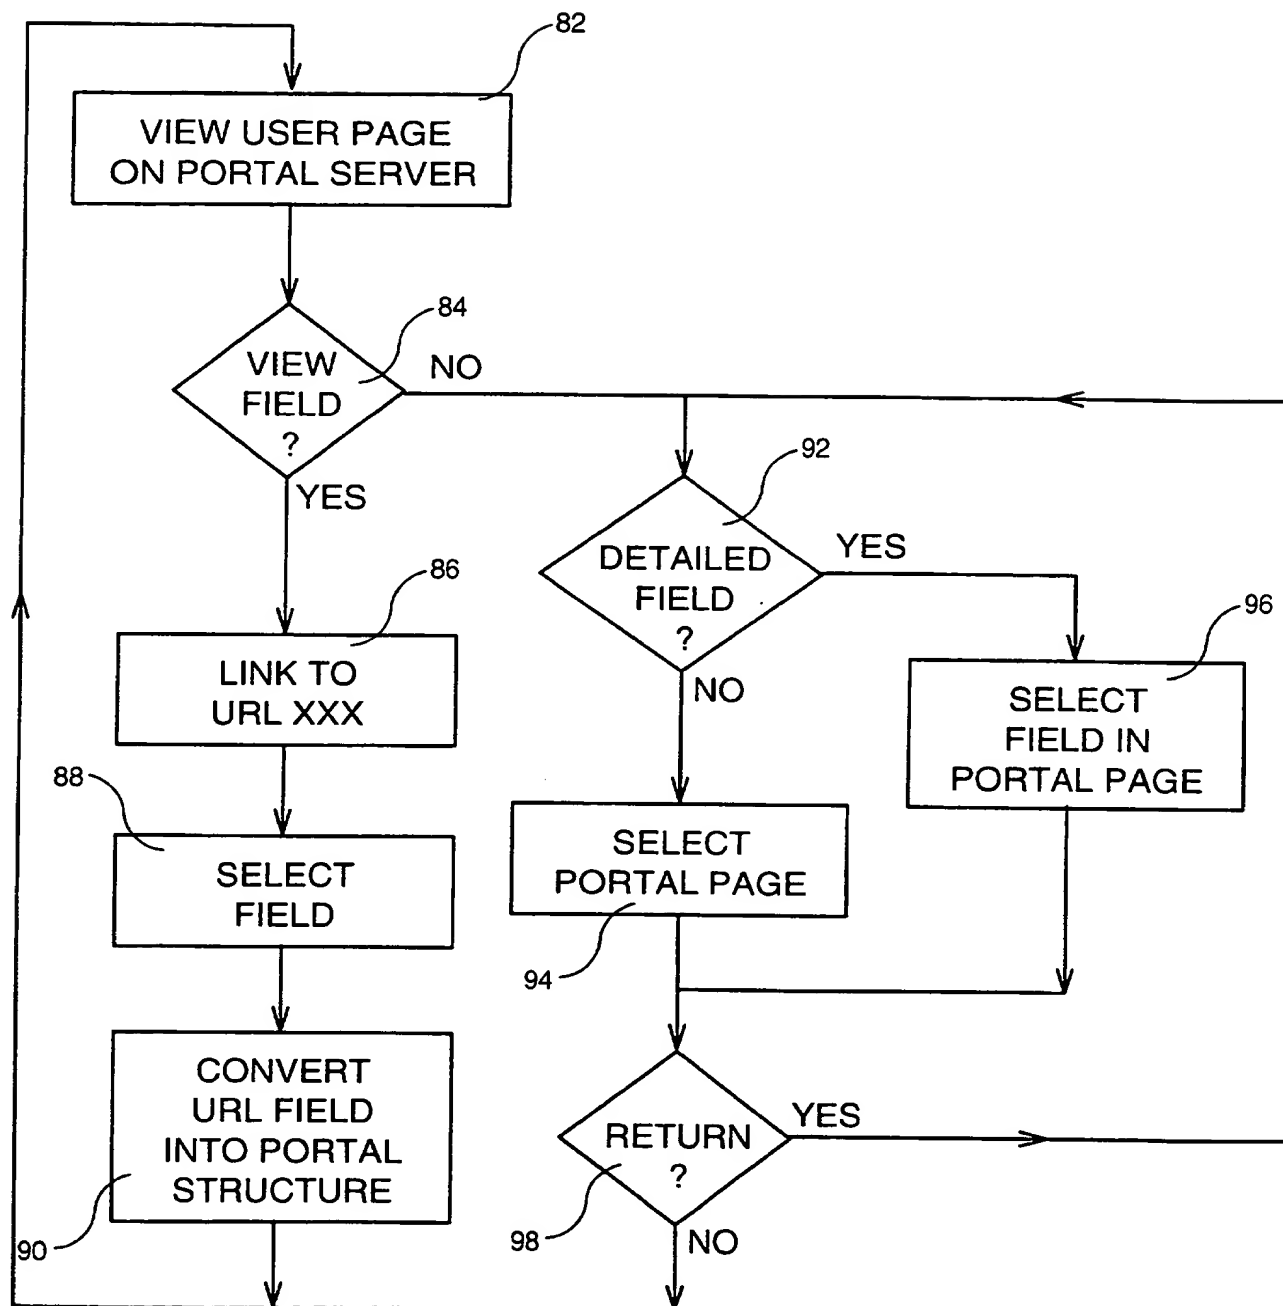 82
VIEW USER PAGE
ON PORTAL SERVER
84
VIEW
FIELD
?
NO
YES
92
DETAILED
FIELD
?
YES
NO
86
LINK TO
URL XXX
96
SELECT
FIELD IN
PORTAL PAGE
88
SELECT
FIELD
SELECT
PORTAL PAGE
94
CONVERT
URL FIELD
INTO PORTAL
STRUCTURE
90
RETURN
?
YES
98
NO